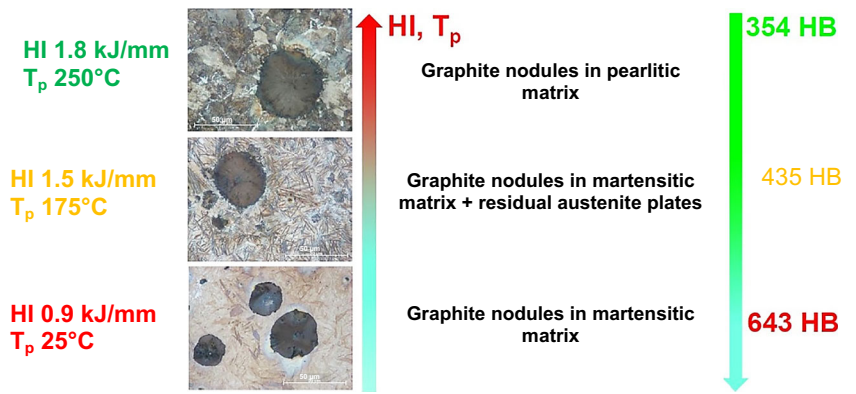 HI 1.8 kJ/mm
Tp 250°C
50 µm
HI, Tp
Graphite nodules in pearlitic
matrix
354 HB
HI 1.5 kJ/mm
Tp 175°C
50 µm
Graphite nodules in martensitic
matrix + residual austenite plates
435 HB
HI 0.9 kJ/mm
Tp 25°C
50 µm
Graphite nodules in martensitic
matrix
643 HB